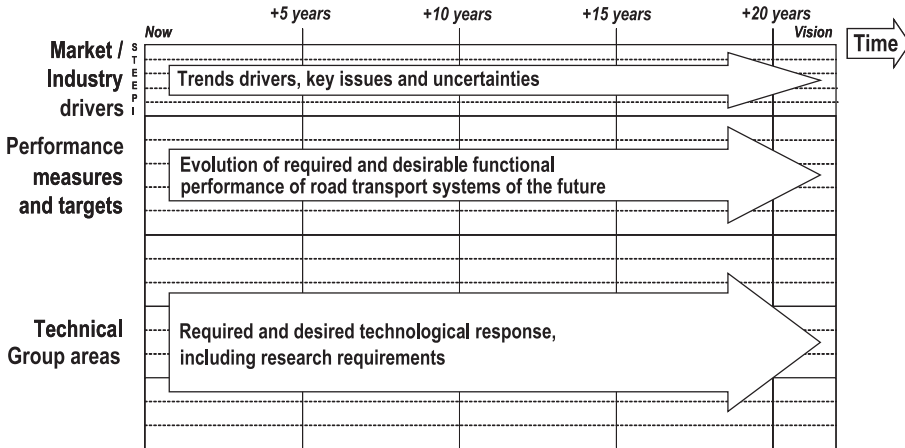 +5 years +10 years +15 years +20 years
Now Vision
Time
Market /
Industry
drivers
S
T
E
E
P
I
Trends drivers, key issues and uncertainties
Performance
measures
and targets
Evolution of required and desirable functional
performance of road transport systems of the future
Technical
Group areas
Required and desired technological response,
including research requirements